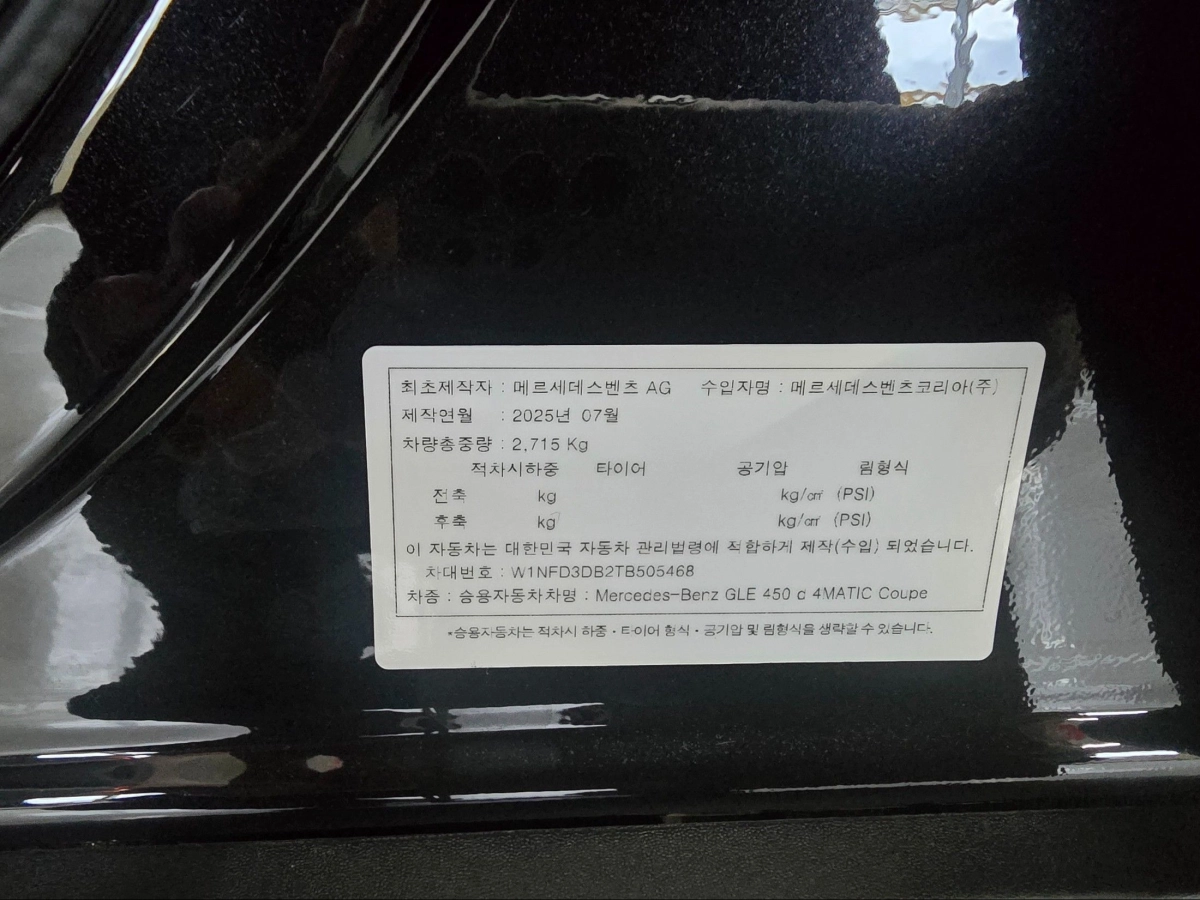 최초제작자 : 메르세데스벤츠 AG 수입자명 : 메르세데스벤츠코리아(주)
제작연월 : 2025년 07월
차량총중량 : 2,715 Kg
적차시하중 타이어 공기압 림형식
전축 kg kg/㎠ (PSI)
후축 kg kg/㎠ (PSI)
이 자동차는 대한민국 자동차 관리법령에 적합하게 제작(수입) 되었습니다.
차대번호 : W1NFD3DB2TB505468
차종 : 승용자동차차명 : Mercedes-Benz GLE 450 d 4MATIC Coupe
*승용자동차는 적차시 하중·타이어 형식·공기압 및 림형식을 생략할 수 있습니다.